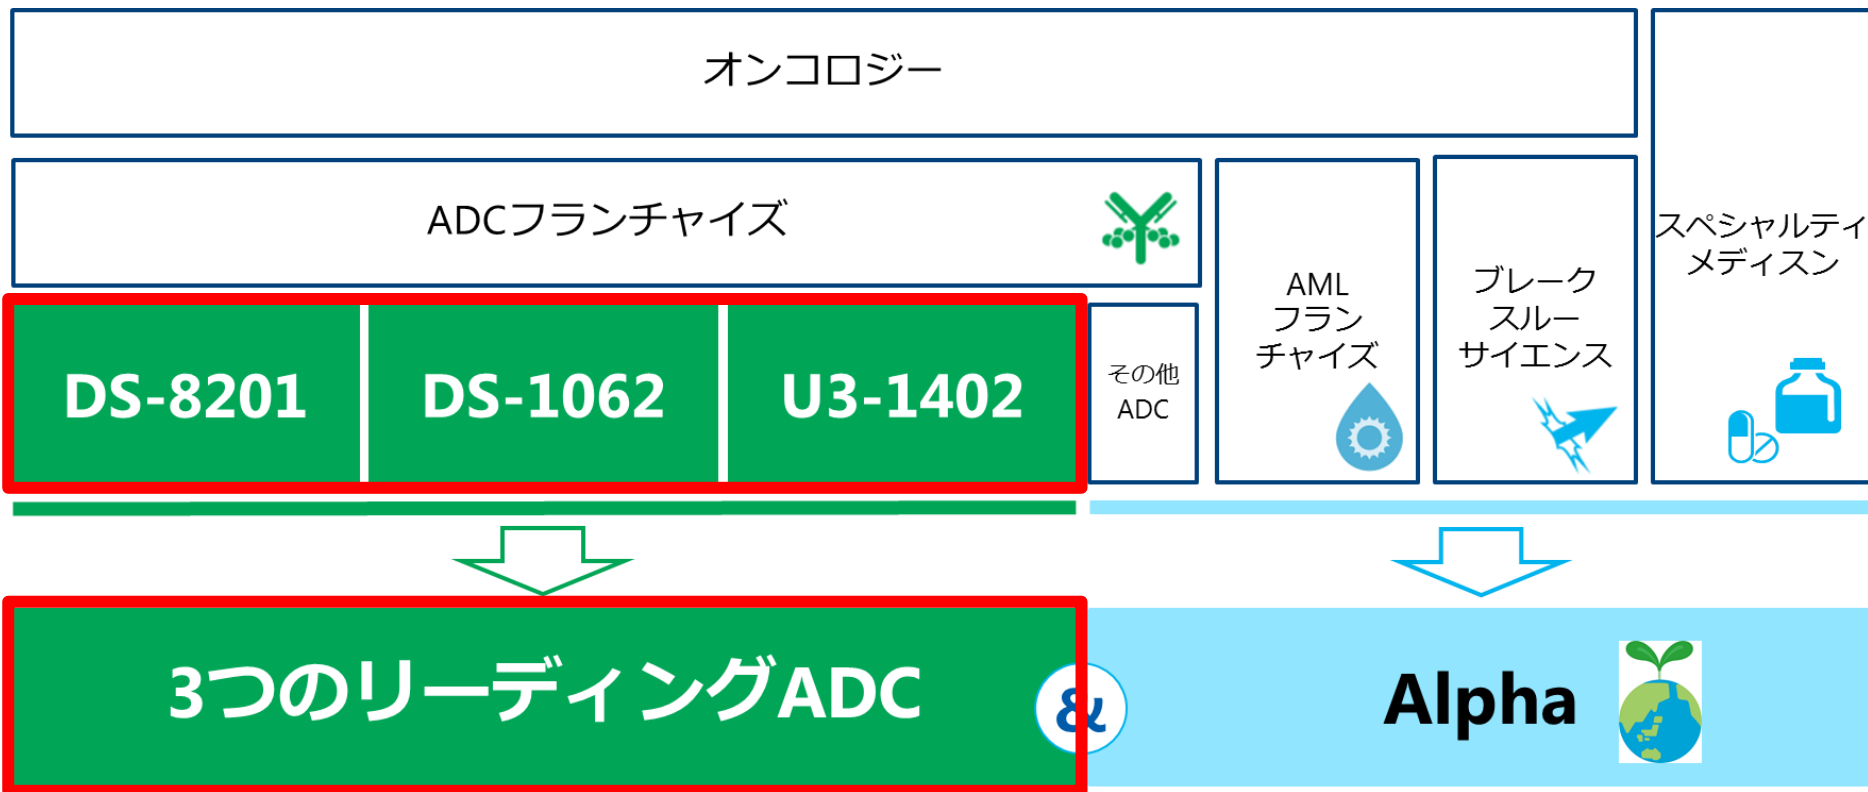 オンコロジー
ADCフランチャイズ
DS-8201
DS-1062
U3-1402
その他
ADC
AML
フラン
チャイズ
ブレーク
スルー
サイエンス
スペシャルティ
メディスン
3つのリーディングADC
&
Alpha